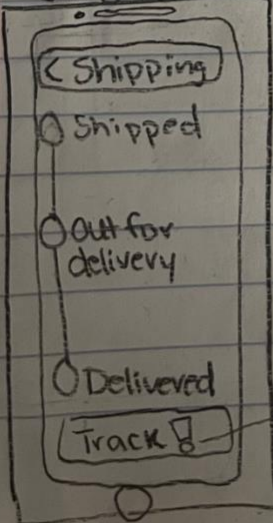 < Shipping
Shipped
Out for
delivery
Delivered
Track